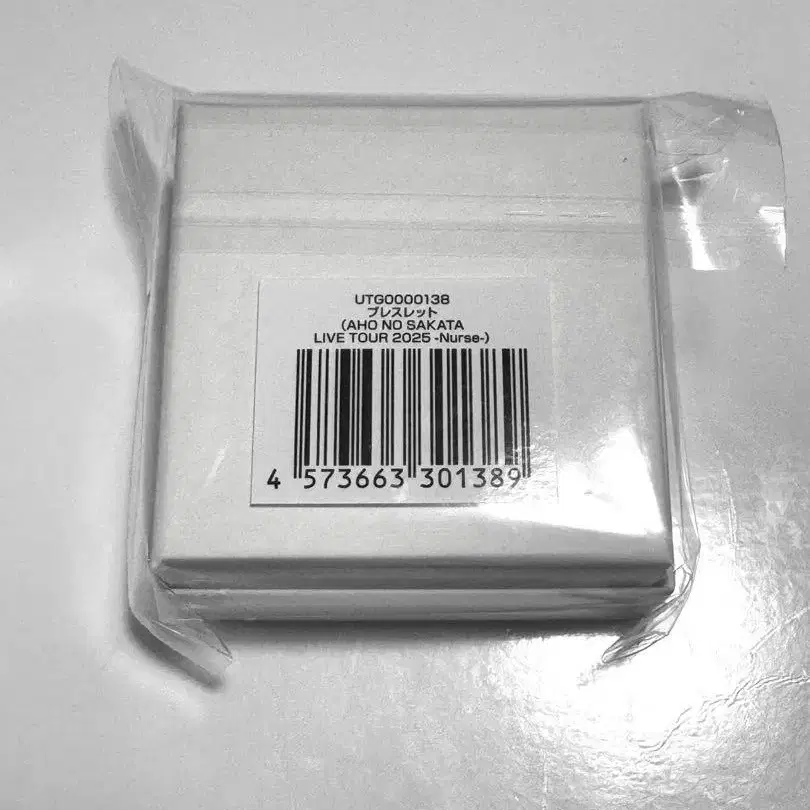 UTG0000138
ブレスレット
(AHO NO SAKATA
LIVE TOUR 2025 -Nurse-)
4 573663 301389